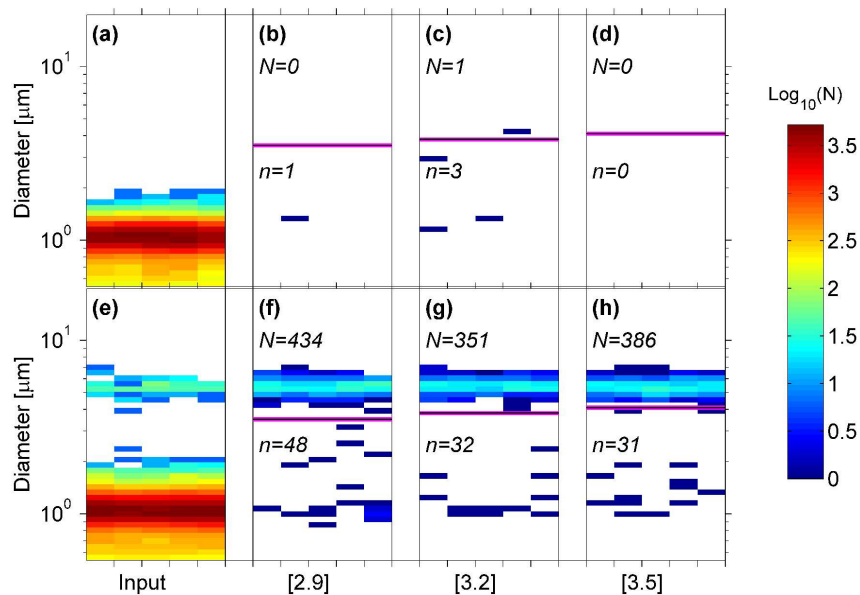 (a) (b) (c) (d)
N=0 N=1 N=0
n=1 n=3 n=0
Diameter [μm]
10¹
10⁰
(e) (f) (g) (h)
N=434 N=351 N=386
n=48 n=32 n=31
Diameter [μm]
10¹
10⁰
Input [2.9] [3.2] [3.5]
Log₁₀(N)
3.5
3
2.5
2
1.5
1
0.5
0